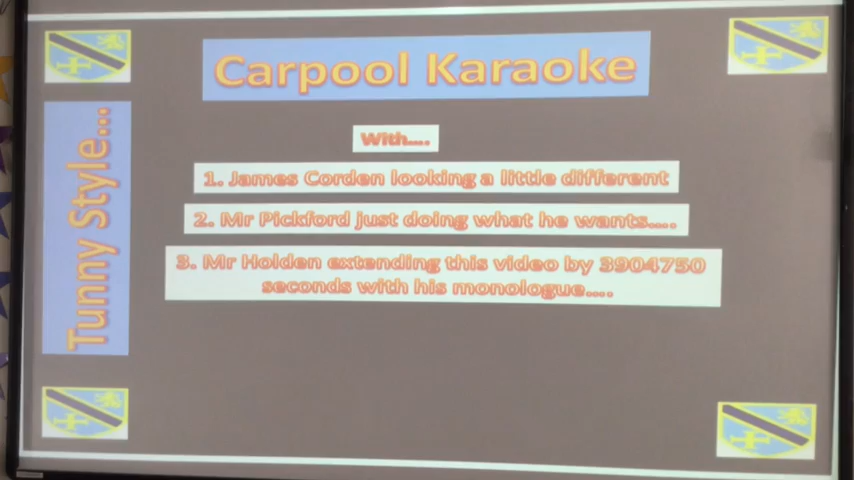 Carpool Karaoke
Tunny Style...
With....
1. James Corden looking a little different
2. Mr Pickford just doing what he wants....
3. Mr Holden extending this video by 3904750
seconds with his monologue....